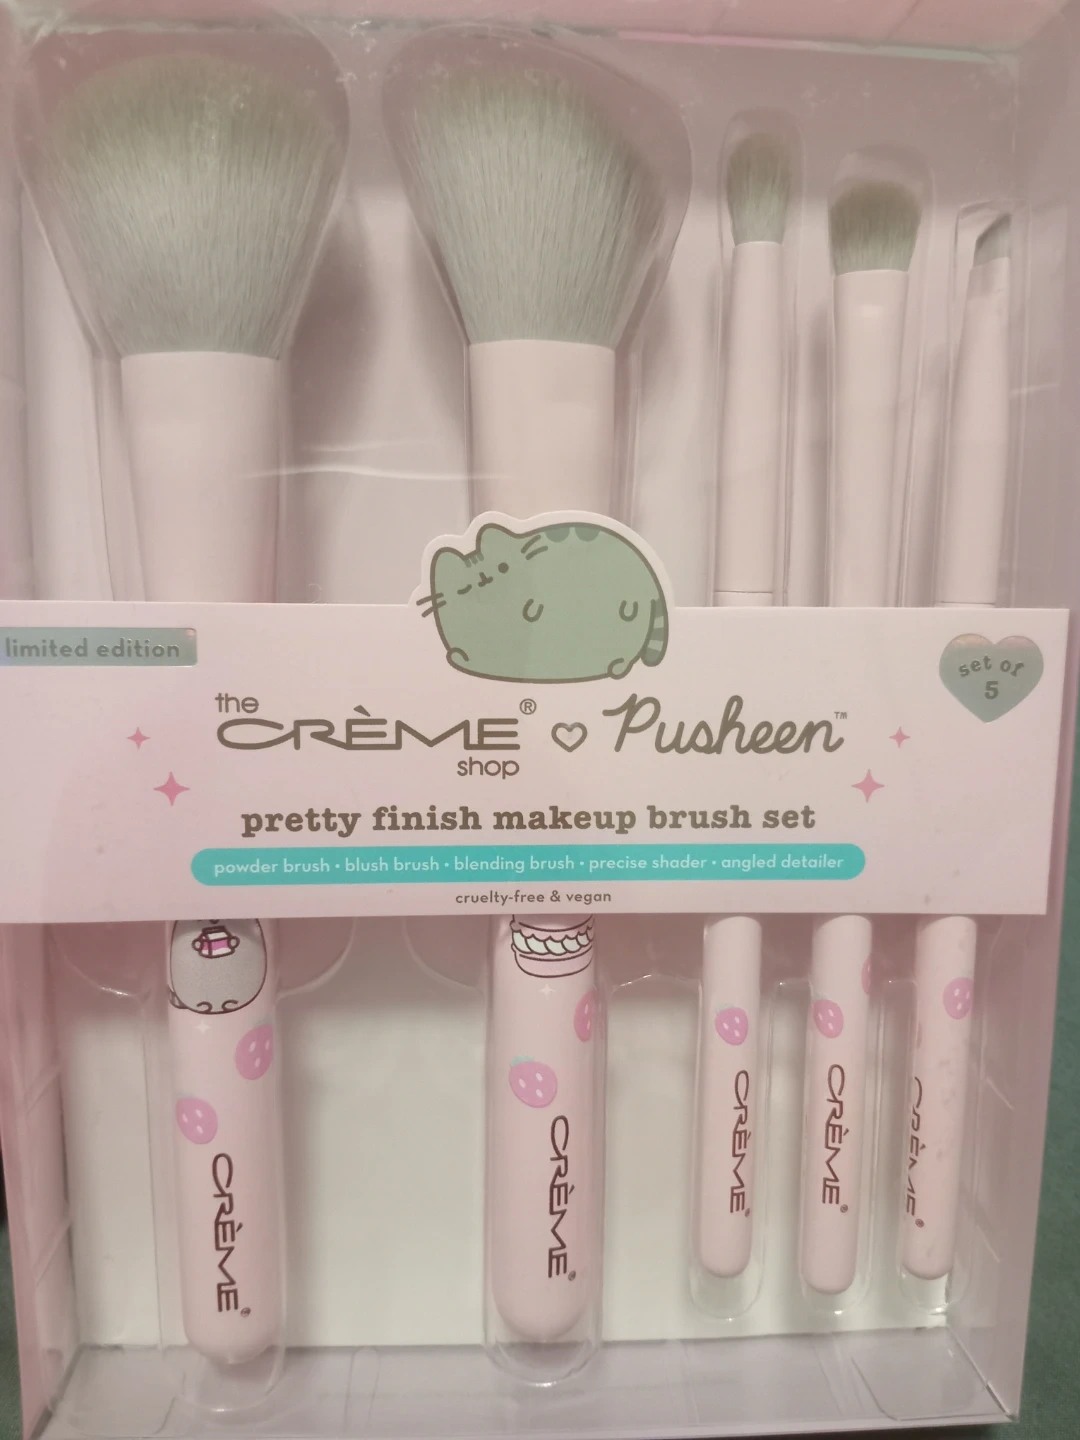 limited edition
set of
5
the
CRÈME®
shop
Pusheen™
pretty finish makeup brush set
powder brush • blush brush • blending brush • precise shader • angled detailer
cruelty-free & vegan
CRÈME®
CRÈME®
CRÈME®
CRÈME®
CRÈME®